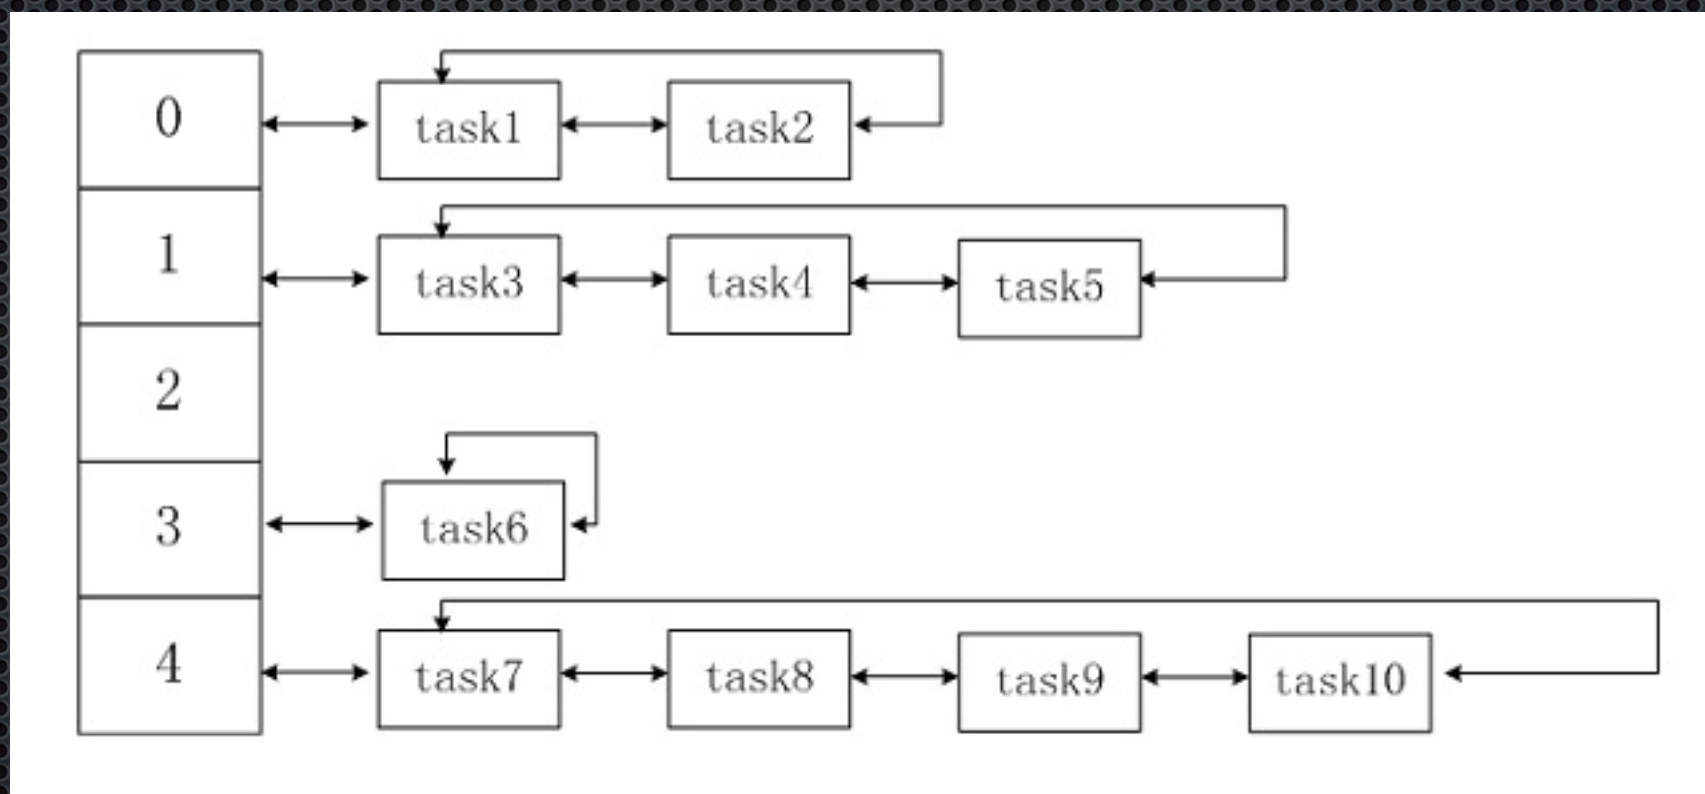 0 task1 task2
1 task3 task4 task5
2
3 task6
4 task7 task8 task9 task10